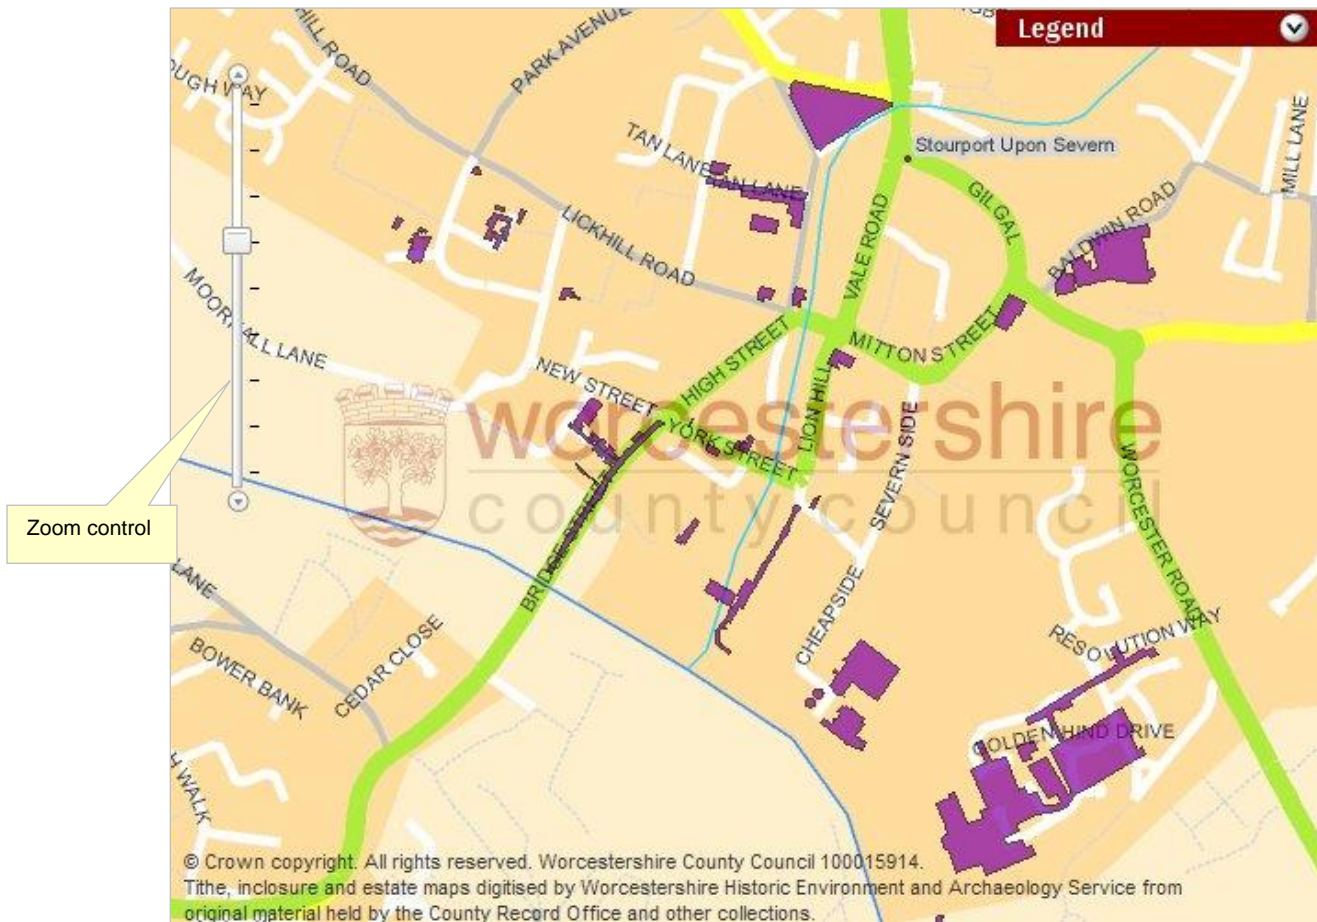 Legend
HILL ROAD
PARK AVENUE
OUGH WAY
TAN LANE
TAN LANE
Stourport Upon Severn
MILL LANE
GILGAL
BALDWIN ROAD
LICKHILL ROAD
VALE ROAD
MOORHALL LANE
HIGH STREET
MITTON STREET
NEW STREET
YORK STREET
LION HILL
worcestershire
county council
SEVERN SIDE
WORCESTER ROAD
Zoom control
BRIDGE STREET
LANE
CHEAPSIDE
RESOLUTION WAY
BOWER BANK
CEDAR CLOSE
GOLDEN HIND DRIVE
H WALK
© Crown copyright. All rights reserved. Worcestershire County Council 100015914.
Tithe, inclosure and estate maps digitised by Worcestershire Historic Environment and Archaeology Service from
original material held by the County Record Office and other collections.